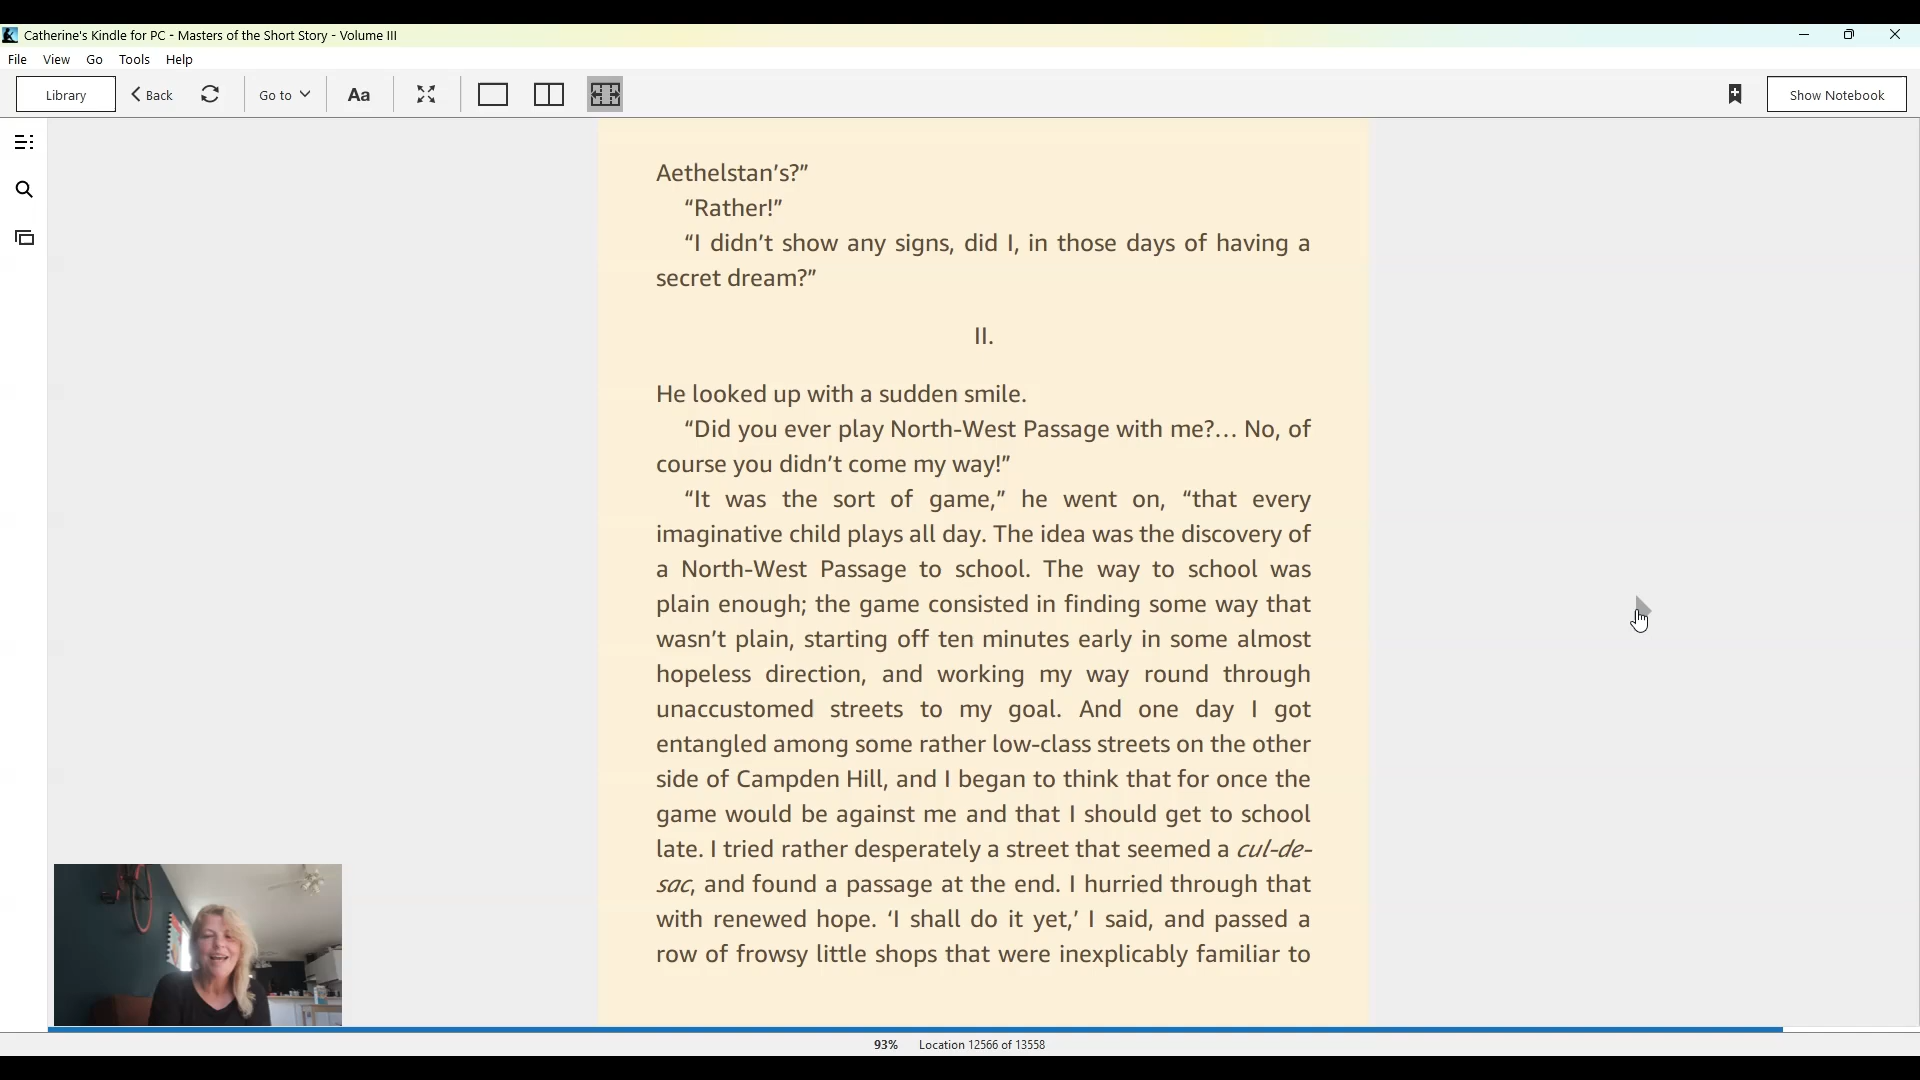 Catherine's Kindle for PC - Masters of the Short Story - Volume III
File View Go Tools Help
Library Back Go to Aa Show Notebook
Aethelstan's?”
“Rather!”
“I didn't show any signs, did I, in those days of having a
secret dream?”
II.
He looked up with a sudden smile.
“Did you ever play North-West Passage with me?… No, of
course you didn't come my way!”
“It was the sort of game,” he went on, “that every
imaginative child plays all day. The idea was the discovery of
a North-West Passage to school. The way to school was
plain enough; the game consisted in finding some way that
wasn't plain, starting off ten minutes early in some almost
hopeless direction, and working my way round through
unaccustomed streets to my goal. And one day I got
entangled among some rather low-class streets on the other
side of Campden Hill, and I began to think that for once the
game would be against me and that I should get to school
late. I tried rather desperately a street that seemed a cul-de-
sac, and found a passage at the end. I hurried through that
with renewed hope. ‘I shall do it yet,’ I said, and passed a
row of frowsy little shops that were inexplicably familiar to
93% Location 12566 of 13558